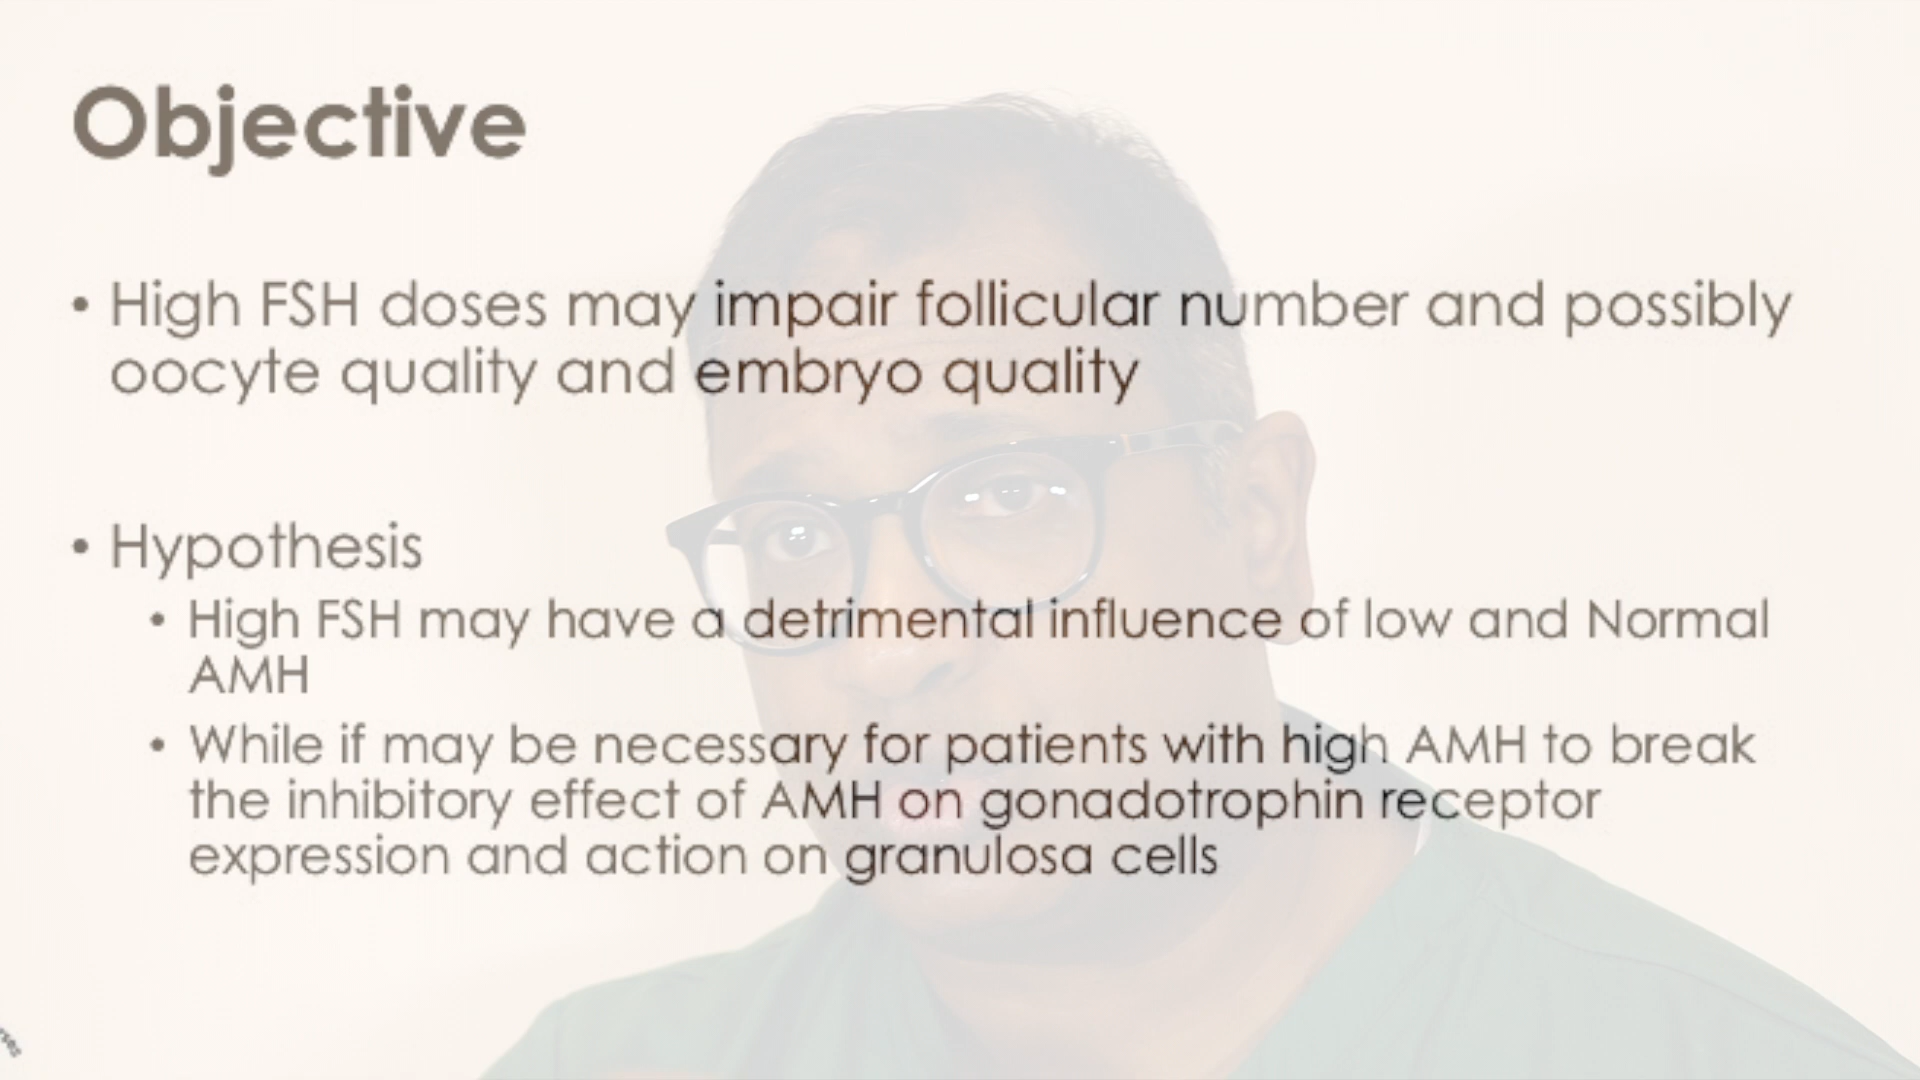 Objective
• High FSH doses may impair follicular number and possibly
oocyte quality and embryo quality
• Hypothesis
• High FSH may have a detrimental influence of low and Normal
AMH
• While if may be necessary for patients with high AMH to break
the inhibitory effect of AMH on gonadotrophin receptor
expression and action on granulosa cells